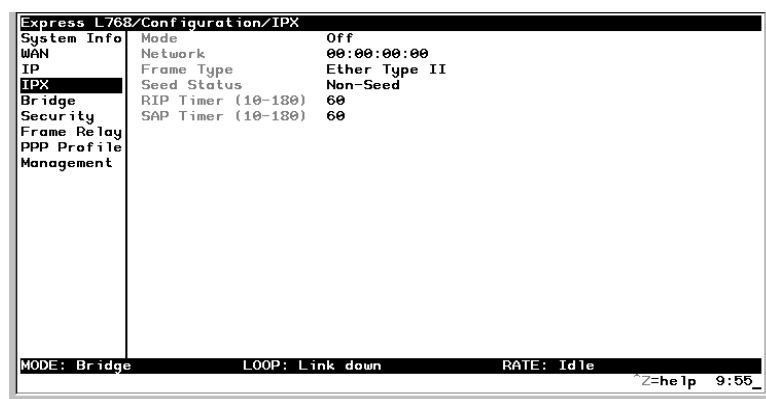 Express L768/Configuration/IPX
System Info Mode Off
WAN Network 00:00:00:00
IP Frame Type Ether Type II
IPX Seed Status Non-Seed
Bridge RIP Timer (10-180) 60
Security SAP Timer (10-180) 60
Frame Relay
PPP Profile
Management
MODE: Bridge LOOP: Link down RATE: Idle
^Z=help 9:55_